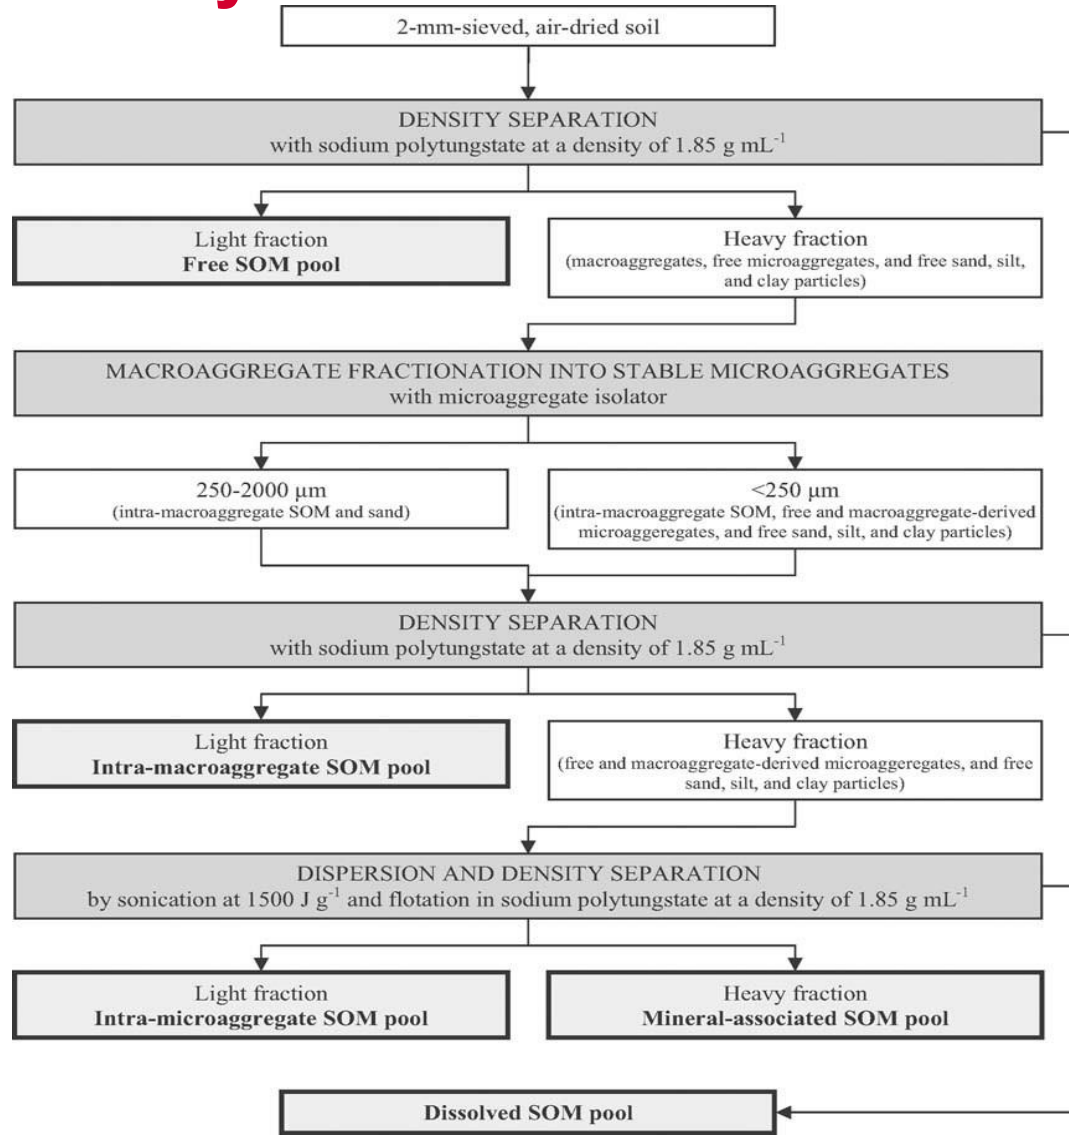 2-mm-sieved, air-dried soil
DENSITY SEPARATION
with sodium polytungstate at a density of 1.85 g mL⁻¹
Light fraction
Free SOM pool
Heavy fraction
(macroaggregates, free microaggregates, and free sand, silt,
and clay particles)
MACROAGGREGATE FRACTIONATION INTO STABLE MICROAGGREGATES
with microaggregate isolator
250-2000 µm
(intra-macroaggregate SOM and sand)
<250 µm
(intra-macroaggregate SOM, free and macroaggregate-derived
microaggeregates, and free sand, silt, and clay particles)
DENSITY SEPARATION
with sodium polytungstate at a density of 1.85 g mL⁻¹
Light fraction
Intra-macroaggregate SOM pool
Heavy fraction
(free and macroaggregate-derived microaggeregates, and free
sand, silt, and clay particles)
DISPERSION AND DENSITY SEPARATION
by sonication at 1500 J g⁻¹ and flotation in sodium polytungstate at a density of 1.85 g mL⁻¹
Light fraction
Intra-microaggregate SOM pool
Heavy fraction
Mineral-associated SOM pool
Dissolved SOM pool